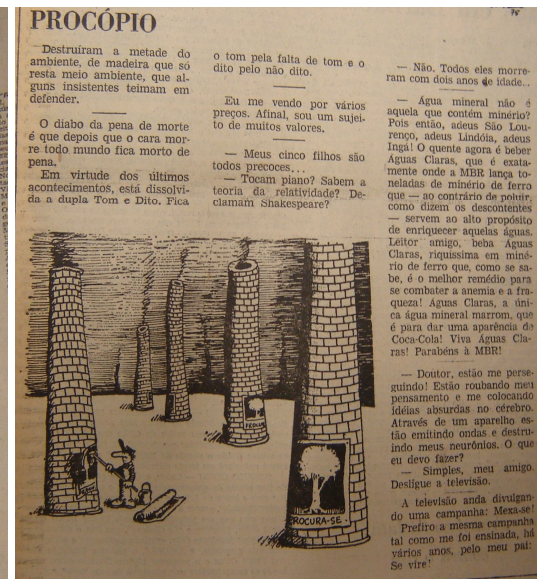 PROCÓPIO
Destruíram a metade do
ambiente, de madeira que só
resta meio ambiente, que al-
guns insistentes teimam em
defender.
O diabo da pena de morte
é que depois que o cara mor-
re todo mundo fica morto de
pena.
Em virtude dos últimos
acontecimentos, está dissolvi-
da a dupla Tom e Dito. Fica
o tom pela falta de tom e o
dito pelo não dito.
Eu me vendo por vários
preços. Afinal, sou um sujei-
to de muitos valores.
— Meus cinco filhos são
todos precoces...
— Tocam piano? Sabem a
teoria da relatividade? De-
clamam Shakespeare?
— Não. Todos eles morre-
ram com dois anos de idade..
— Água mineral não é
aquela que contém minério?
Pois então, adeus São Lou-
renço, adeus Lindóia, adeus
Ingá! O quente agora é beber
Águas Claras, que é exata-
mente onde a MBR lança to-
neladas de minério de ferro
que — ao contrário de poluir,
como dizem os descontentes
— servem ao alto propósito
de enriquecer aquelas águas.
Leitor amigo, beba Águas
Claras, riquíssima em miné-
rio de ferro que, como se sa-
be, é o melhor remédio para
se combater a anemia e a fra-
queza! Águas Claras, a úni-
ca água mineral marrom, que
é para dar uma aparência de
Coca-Cola! Viva Águas Cla-
ras! Parabéns à MBR!
— Doutor, estão me perse-
guindo! Estão roubando meu
pensamento e me colocando
idéias absurdas no cérebro.
Através de um aparelho es-
tão emitindo ondas e destru-
indo meus neurônios. O que
eu devo fazer?
— Simples, meu amigo.
Desligue a televisão.
A televisão anda divulgan-
do uma campanha: Mexa-se!
Prefiro a mesma campanha
tal como me foi ensinada, há
vários anos, pelo meu pai:
Se vire!
PROCURA-SE